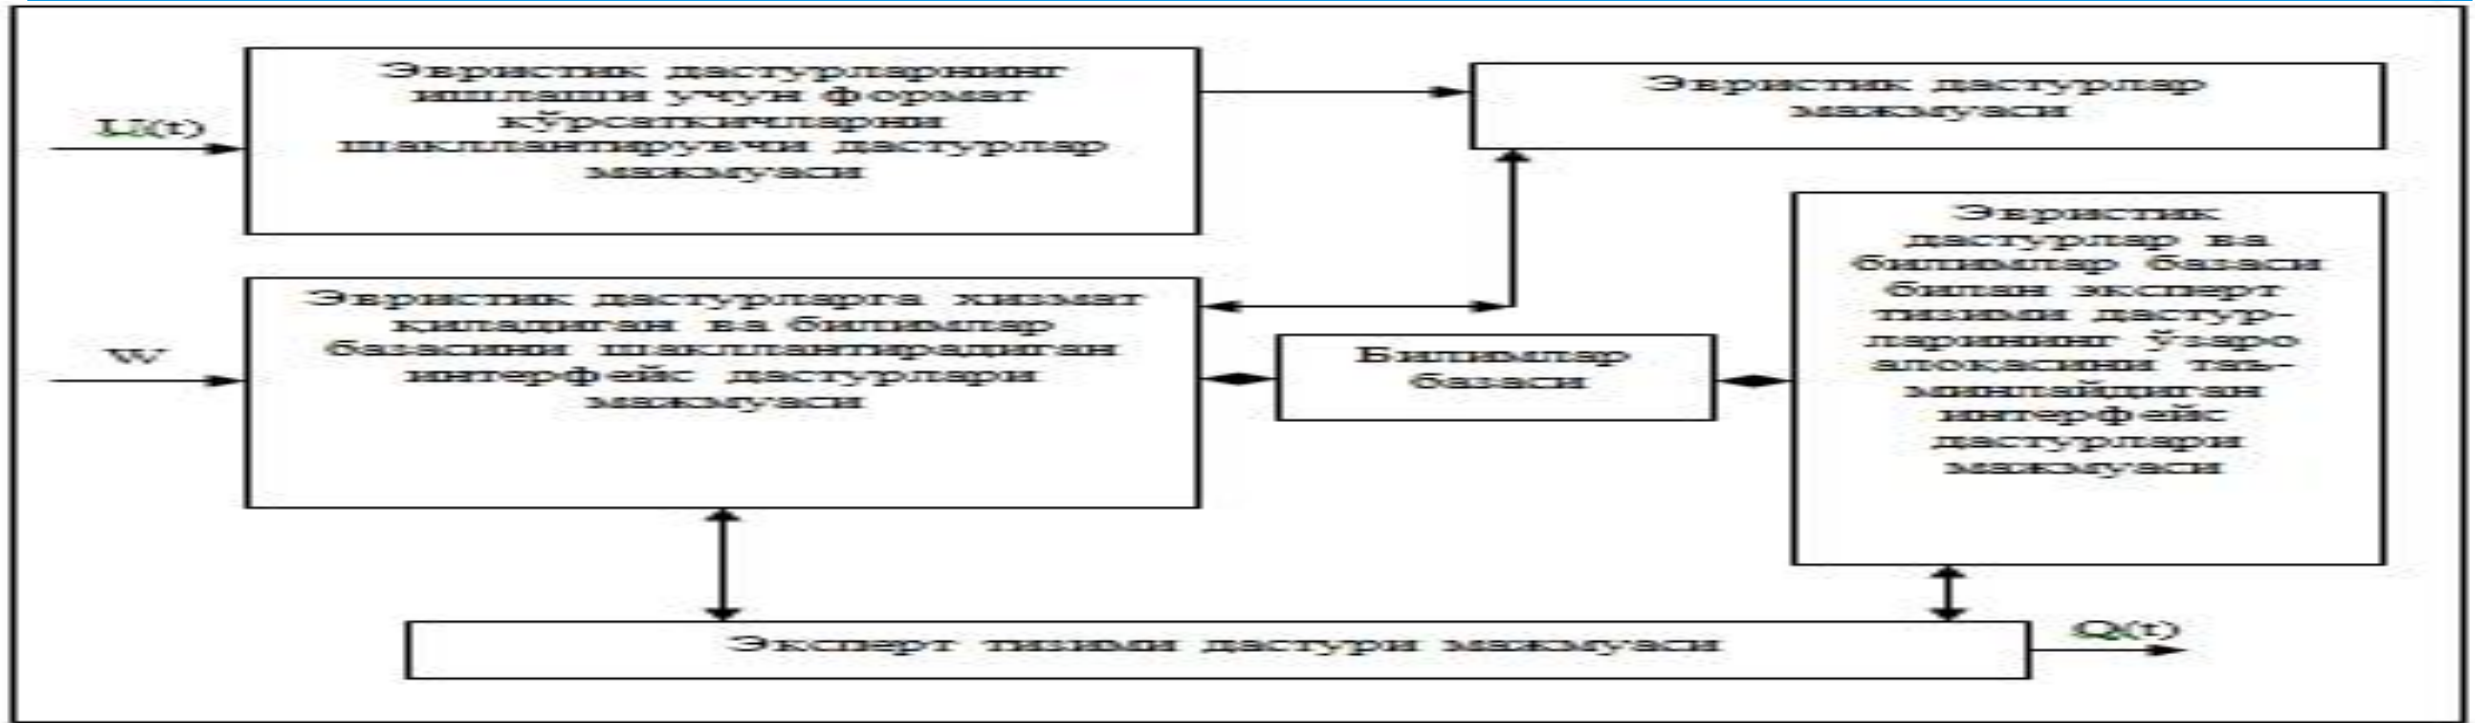 Эвристик дастурларнинг
ишлаши учун формат
кўрсаткичларни
шакллантирувчи дастурлар
мажмуаси
Эвристик дастурлар
мажмуаси
U(t)
Эвристик дастурларга хизмат
қиладиган ва билимлар
базасини шакллантирадиган
интерфейс дастурлари
мажмуаси
W
Билимлар
базаси
Эвристик
дастурлар ва
билимлар базаси
билан эксперт
тизими дастур-
ларининг ўзаро
алоқасини таъ-
минлайдиган
интерфейс
дастурлари
мажмуаси
Эксперт тизими дастури мажмуаси
Q(t)